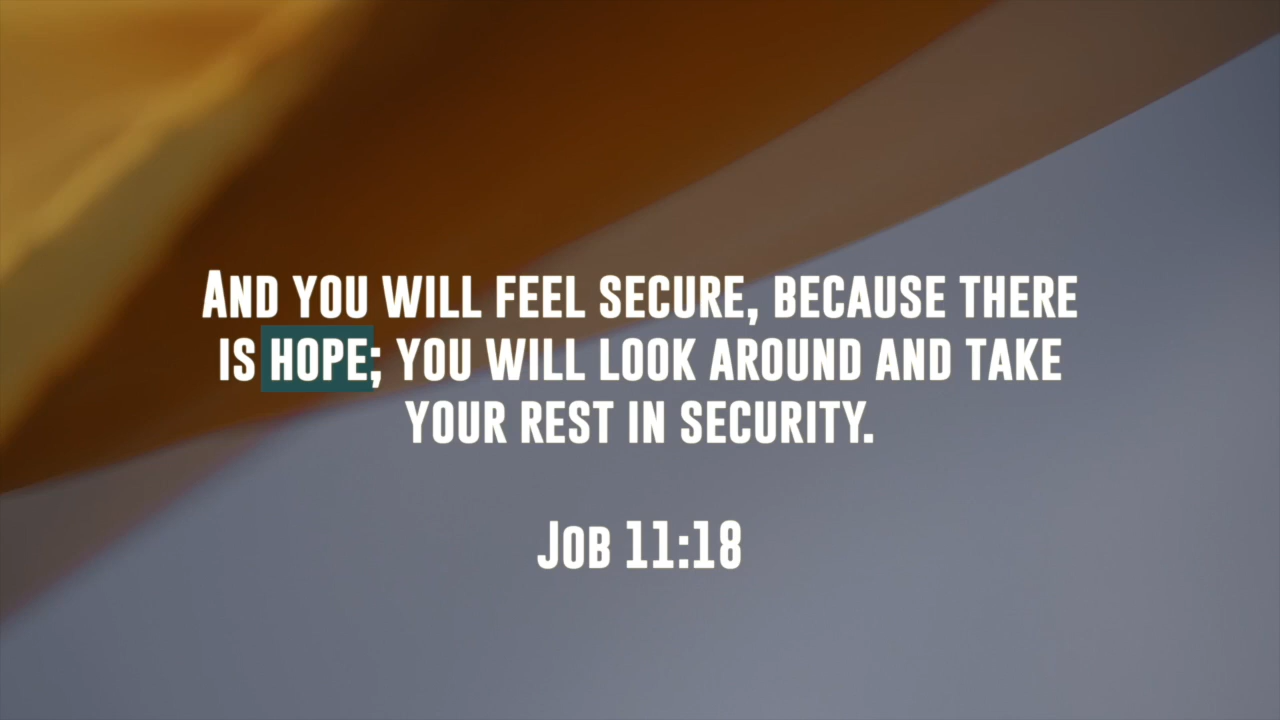 And you will feel secure, because there
is hope; you will look around and take
your rest in security.
Job 11:18